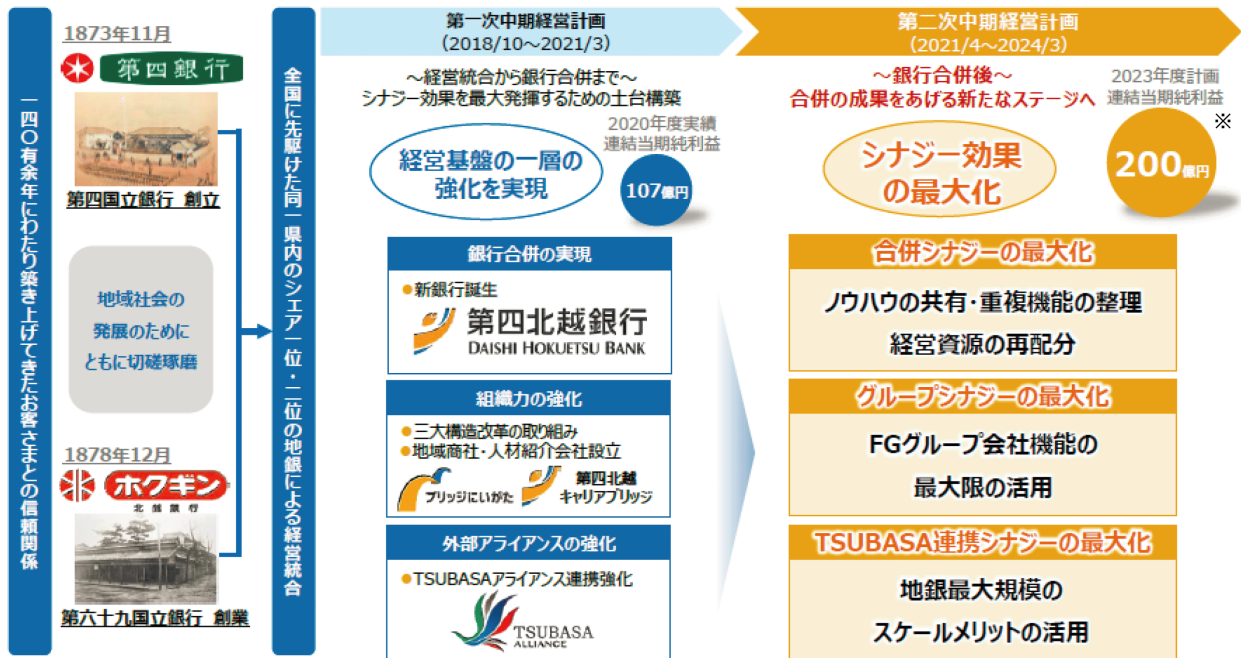 一四〇有余年にわたり築き上げてきたお客さまとの信頼関係
1873年11月
第四銀行
第四国立銀行 創立
地域社会の
発展のために
ともに切磋琢磨
1878年12月
ホクギン
北越銀行
第六十九国立銀行 創業
全国に先駆けた同一県内のシェア一位・二位の地銀による経営統合
第一次中期経営計画
(2018/10～2021/3)
～経営統合から銀行合併まで～
シナジー効果を最大発揮するための土台構築
経営基盤の一層の
強化を実現
2020年度実績
連結当期純利益
107億円
銀行合併の実現
●新銀行誕生
第四北越銀行
DAISHI HOKUETSU BANK
組織力の強化
●三大構造改革の取り組み
●地域商社・人材紹介会社設立
ブリッジにいがた
第四北越
キャリアブリッジ
外部アライアンスの強化
●TSUBASAアライアンス連携強化
TSUBASA
ALLIANCE
第二次中期経営計画
(2021/4～2024/3)
～銀行合併後～
合併の成果をあげる新たなステージへ
シナジー効果
の最大化
2023年度計画
連結当期純利益
※
200億円
合併シナジーの最大化
ノウハウの共有・重複機能の整理
経営資源の再配分
グループシナジーの最大化
FGグループ会社機能の
最大限の活用
TSUBASA連携シナジーの最大化
地銀最大規模の
スケールメリットの活用